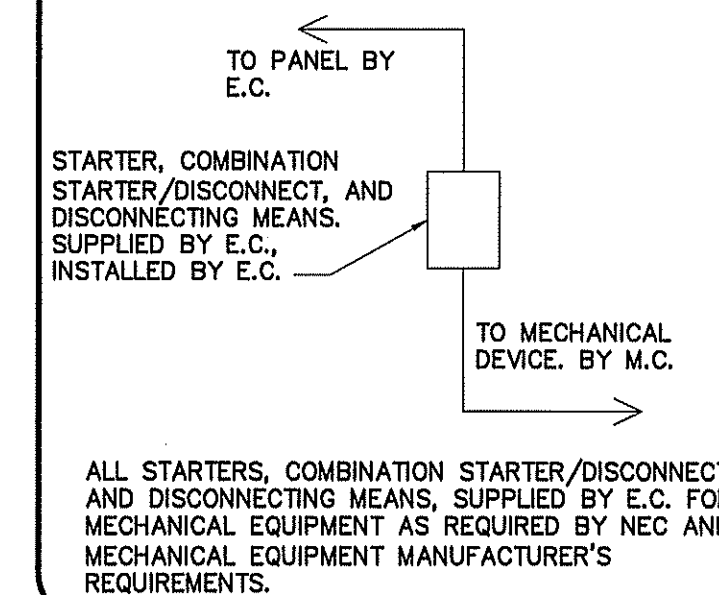 TO PANEL BY
E.C.
STARTER, COMBINATION
STARTER/DISCONNECT, AND
DISCONNECTING MEANS.
SUPPLIED BY E.C.,
INSTALLED BY E.C.
TO MECHANICAL
DEVICE. BY M.C.
ALL STARTERS, COMBINATION STARTER/DISCONNECT
AND DISCONNECTING MEANS, SUPPLIED BY E.C. FO
MECHANICAL EQUIPMENT AS REQUIRED BY NEC AN
MECHANICAL EQUIPMENT MANUFACTURER'S
REQUIREMENTS.